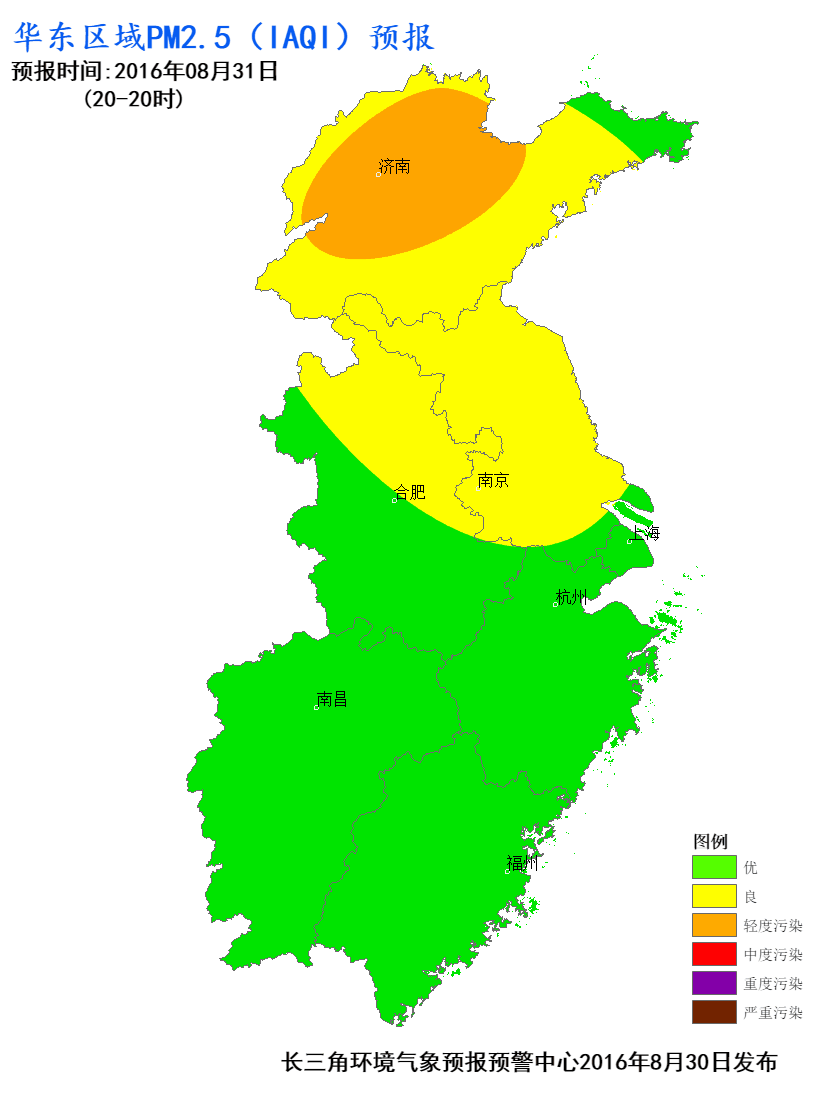 华东区域PM2.5（IAQI）预报
预报时间:2016年08月31日
(20-20时)
济南
南京
合肥
上海
杭州
南昌
福州
图例
优
良
轻度污染
中度污染
重度污染
严重污染
长三角环境气象预报预警中心2016年8月30日发布